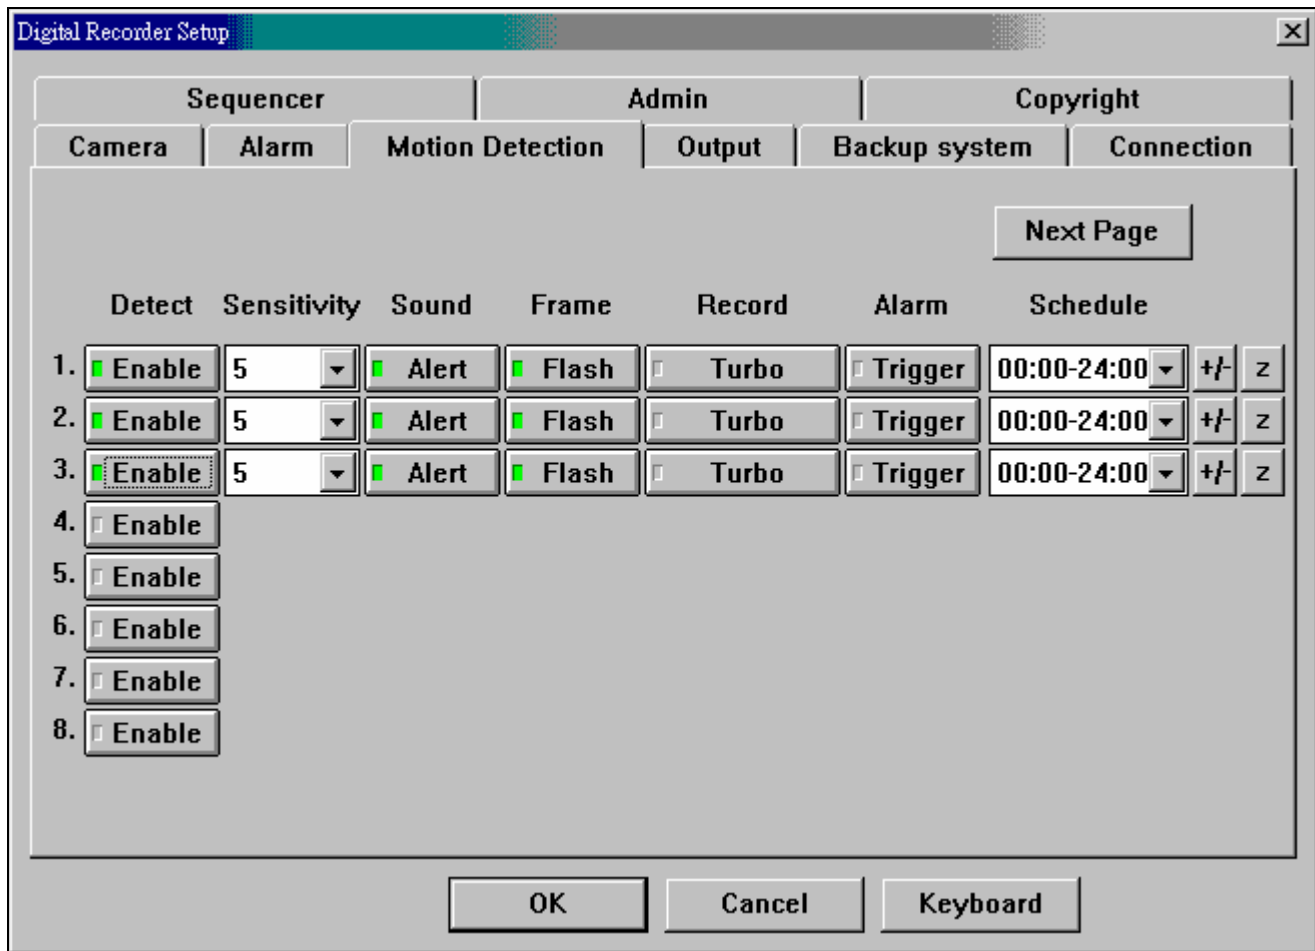 Digital Recorder Setup
Sequencer Admin Copyright
Camera Alarm Motion Detection Output Backup system Connection
Next Page
Detect Sensitivity Sound Frame Record Alarm Schedule
1. Enable 5 Alert Flash Turbo Trigger 00:00-24:00 +/- z
2. Enable 5 Alert Flash Turbo Trigger 00:00-24:00 +/- z
3. Enable 5 Alert Flash Turbo Trigger 00:00-24:00 +/- z
4. Enable
5. Enable
6. Enable
7. Enable
8. Enable
OK Cancel Keyboard